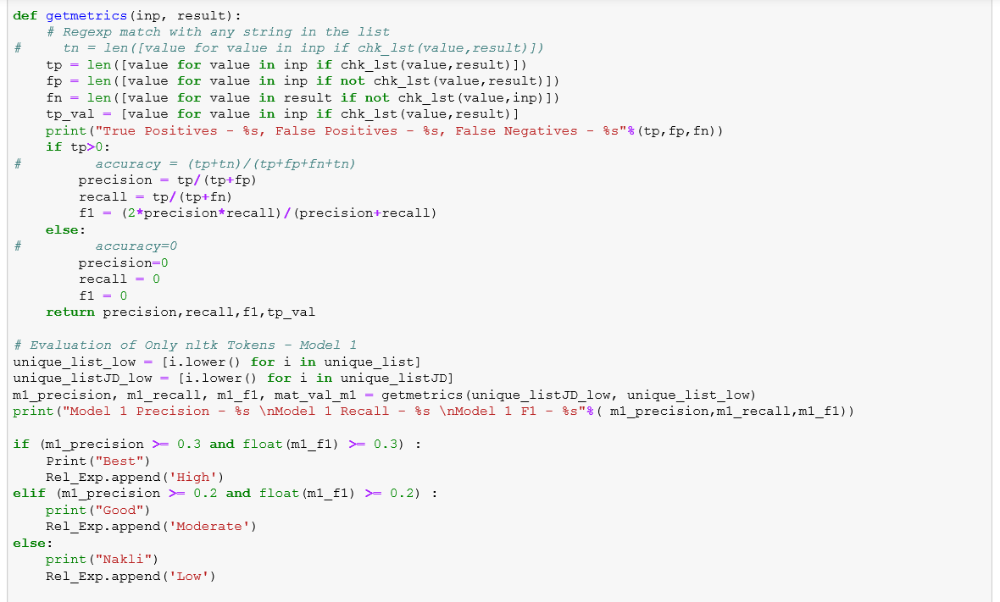 def getmetrics(inp, result):
    # Regexp match with any string in the list
#     tn = len([value for value in inp if chk_lst(value,result)])
    tp = len([value for value in inp if chk_lst(value,result)])
    fp = len([value for value in inp if not chk_lst(value,result)])
    fn = len([value for value in result if not chk_lst(value,inp)])
    tp_val = [value for value in inp if chk_lst(value,result)]
    print("True Positives - %s, False Positives - %s, False Negatives - %s"%(tp,fp,fn))
    if tp>0:
#         accuracy = (tp+tn)/(tp+fp+fn+tn)
        precision = tp/(tp+fp)
        recall = tp/(tp+fn)
        f1 = (2*precision*recall)/(precision+recall)
    else:
#         accuracy=0
        precision=0
        recall = 0
        f1 = 0
    return precision,recall,f1,tp_val

# Evaluation of Only nltk Tokens - Model 1
unique_list_low = [i.lower() for i in unique_list]
unique_listJD_low = [i.lower() for i in unique_listJD]
m1_precision, m1_recall, m1_f1, mat_val_m1 = getmetrics(unique_listJD_low, unique_list_low)
print("Model 1 Precision - %s \nModel 1 Recall - %s \nModel 1 F1 - %s"%( m1_precision,m1_recall,m1_f1))

if (m1_precision >= 0.3 and float(m1_f1) >= 0.3) :
    Print("Best")
    Rel_Exp.append('High')
elif (m1_precision >= 0.2 and float(m1_f1) >= 0.2) :
    print("Good")
    Rel_Exp.append('Moderate')
else:
    print("Nakli")
    Rel_Exp.append('Low')